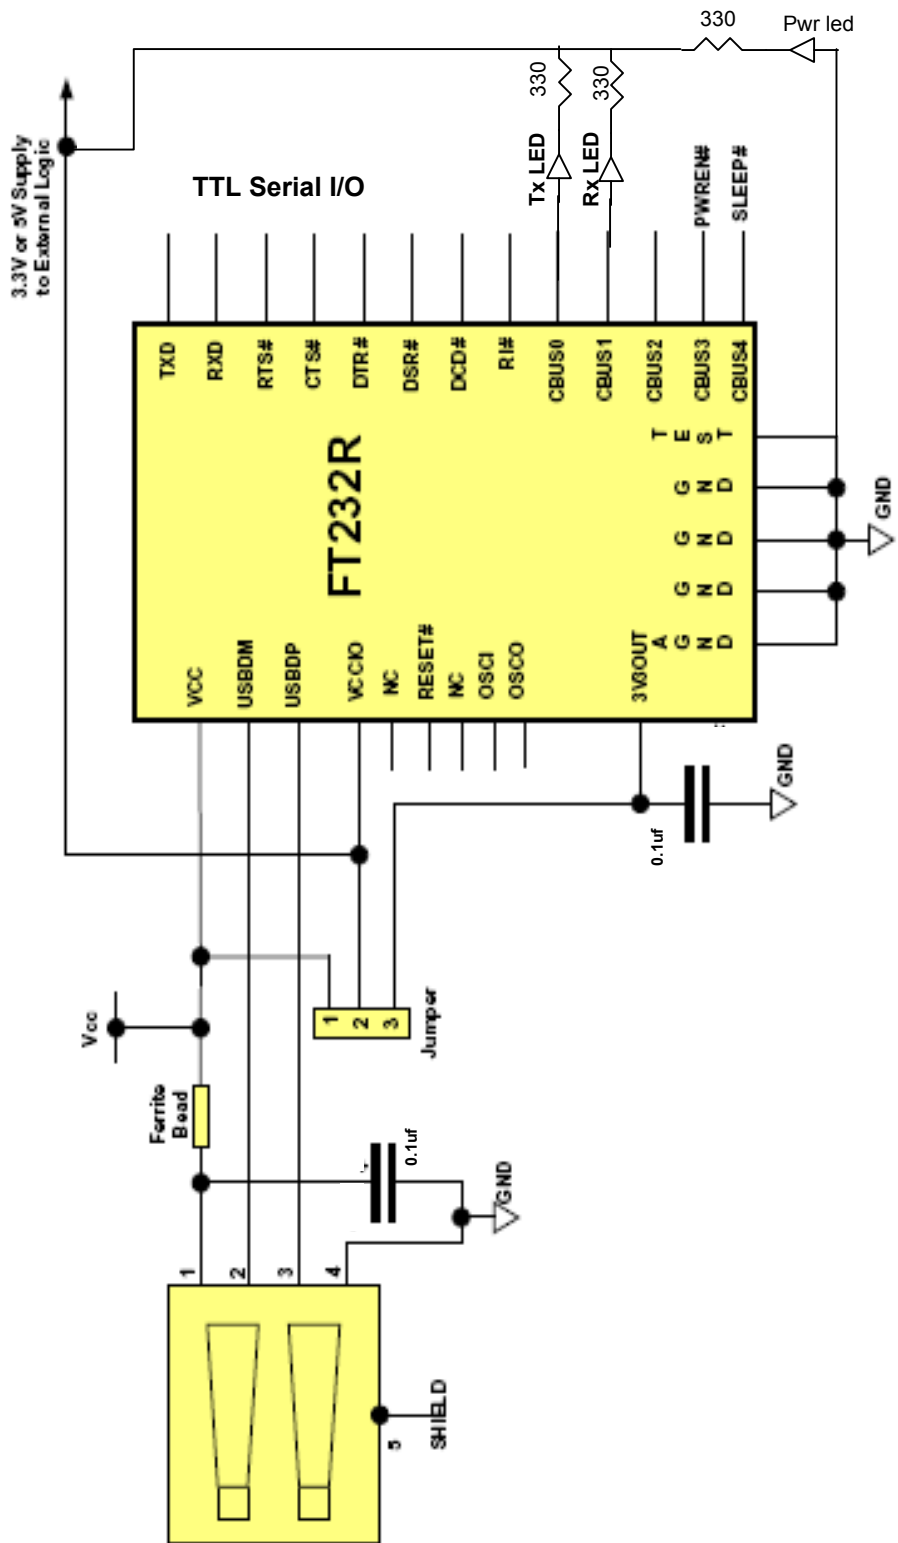 330
Pwr led
330
330
Tx LED
Rx LED
3.3V or 5V Supply
to External Logic
TTL Serial I/O
PWREN#
SLEEP#
TXD
RXD
RTS#
CTS#
DTR#
DSR#
DCD#
RI#
CBUS0
CBUS1
CBUS2
CBUS3
CBUS4
FT232R
TEST
GND
GND
GND
AGND
GND
VCC
USBDM
USBDP
VCCIO
NC
RESET#
NC
OSCI
OSCO
3V3OUT
0.1uf
GND
Vcc
1
2
3
Jumper
Ferrite
Bead
0.1uf
GND
1
2
3
4
5
SHIELD